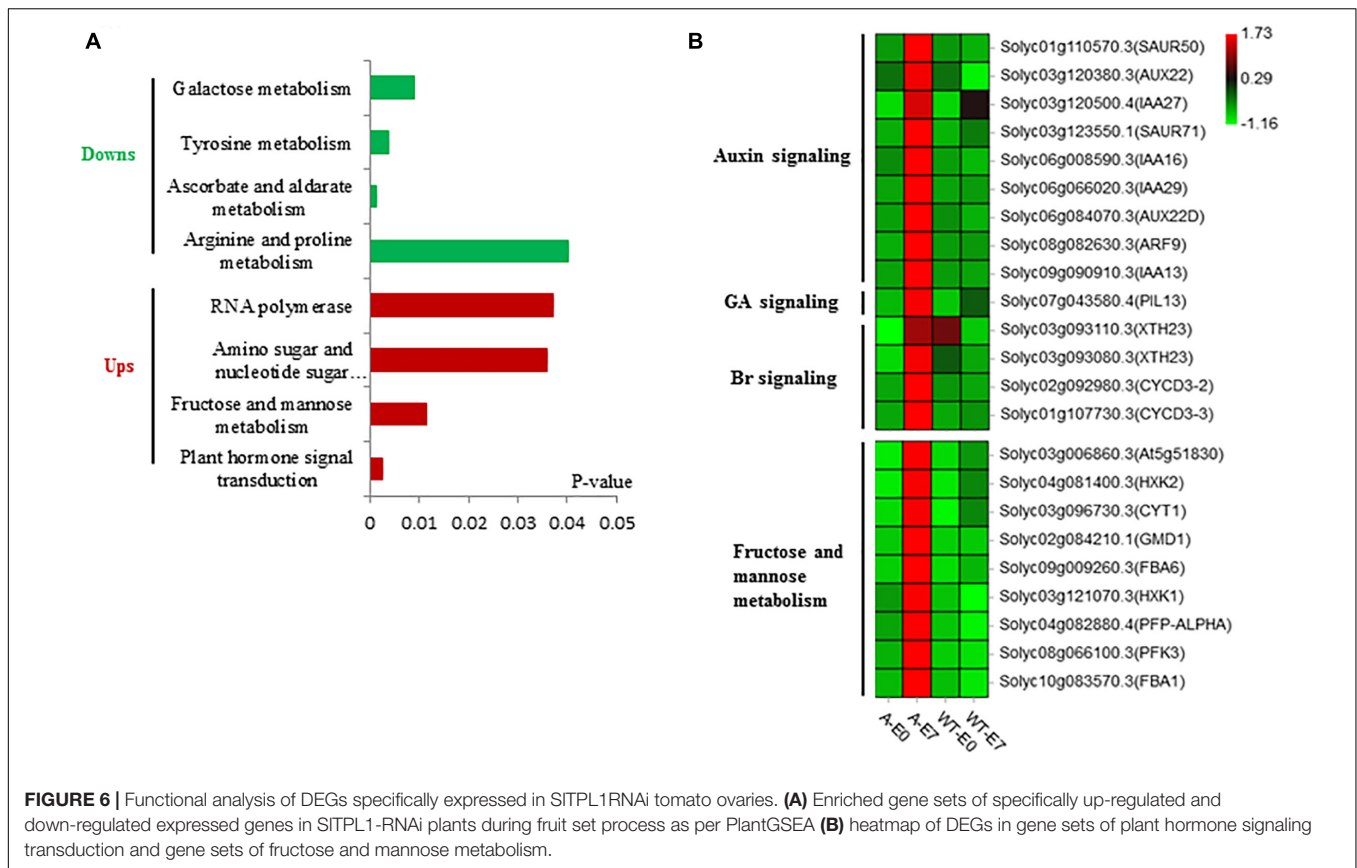 A
Galactose metabolism
Tyrosine metabolism
Ascorbate and aldarate
metabolism
Arginine and proline
metabolism
RNA polymerase
Amino sugar and
nucleotide sugar...
Fructose and mannose
metabolism
Plant hormone signal
transduction
Downs
Ups
P-value
0 0.01 0.02 0.03 0.04 0.05
B
Auxin signaling
GA signaling
Br signaling
Fructose and
mannose
metabolism
Solyc01g110570.3(SAUR50)
Solyc03g120380.3(AUX22)
Solyc03g120500.4(IAA27)
Solyc03g123550.1(SAUR71)
Solyc06g008590.3(IAA16)
Solyc06g066020.3(IAA29)
Solyc06g084070.3(AUX22D)
Solyc08g082630.3(ARF9)
Solyc09g090910.3(IAA13)
Solyc07g043580.4(PIL13)
Solyc03g093110.3(XTH23)
Solyc03g093080.3(XTH23)
Solyc02g092980.3(CYCD3-2)
Solyc01g107730.3(CYCD3-3)
Solyc03g006860.3(At5g51830)
Solyc04g081400.3(HXK2)
Solyc03g096730.3(CYT1)
Solyc02g084210.1(GMD1)
Solyc09g009260.3(FBA6)
Solyc03g121070.3(HXK1)
Solyc04g082880.4(PFP-ALPHA)
Solyc08g066100.3(PFK3)
Solyc10g083570.3(FBA1)
A-E0 A-E7 WT-E0 WT-E7
1.73
0.29
-1.16
FIGURE 6 | Functional analysis of DEGs specifically expressed in SlTPL1RNAi tomato ovaries. (A) Enriched gene sets of specifically up-regulated and
down-regulated expressed genes in SlTPL1-RNAi plants during fruit set process as per PlantGSEA (B) heatmap of DEGs in gene sets of plant hormone signaling
transduction and gene sets of fructose and mannose metabolism.